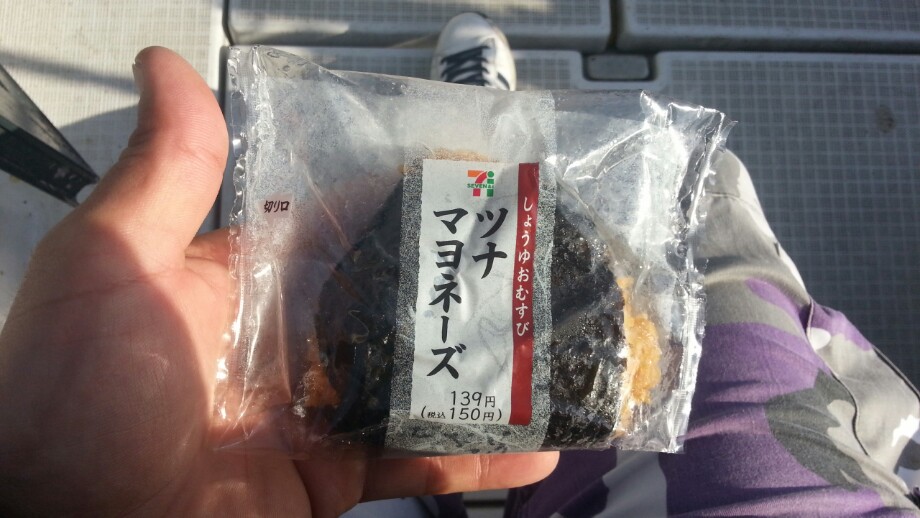 切り口
SEVEN&i
しょうゆおむすび
ツナ
マヨネーズ
139円
(税込150円)